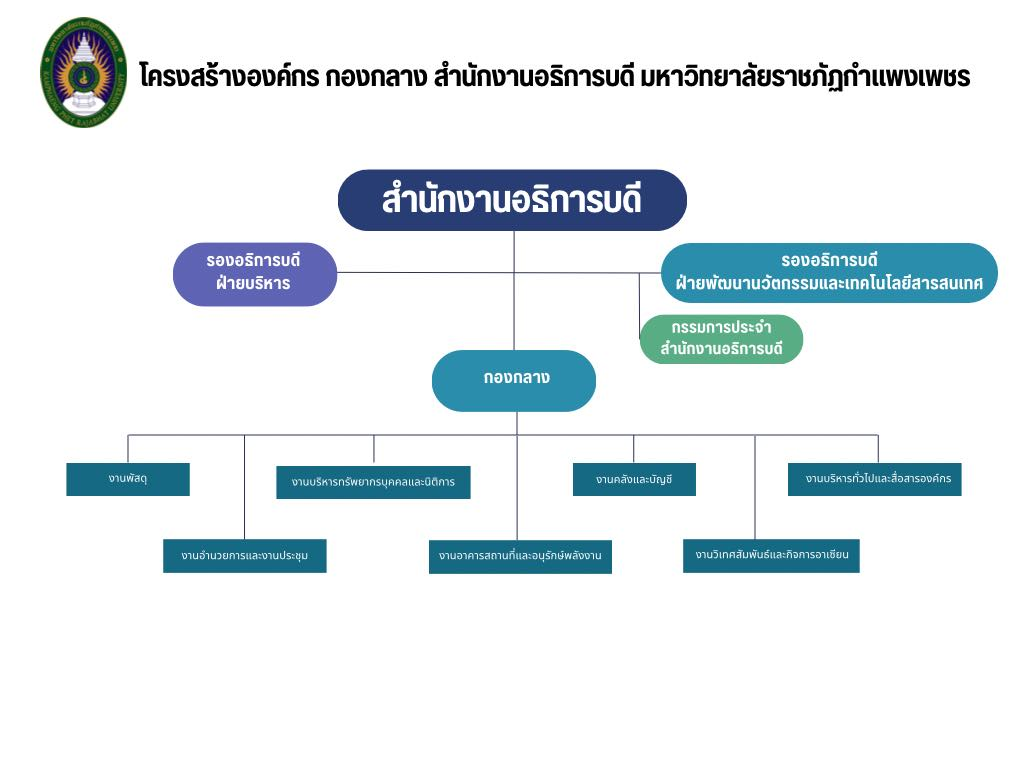 โครงสร้างองค์กร กองกลาง สำนักงานอธิการบดี มหาวิทยาลัยราชภัฏกำแพงเพชร
KAMPHAENG PHET RAJABHAT UNIVERSITY
สำนักงานอธิการบดี
รองอธิการบดี
ฝ่ายบริหาร
รองอธิการบดี
ฝ่ายพัฒนานวัตกรรมและเทคโนโลยีสารสนเทศ
กรรมการประจำ
สำนักงานอธิการบดี
กองกลาง
งานพัสดุ
งานบริหารทรัพยากรบุคคลและนิติการ
งานคลังและบัญชี
งานบริหารทั่วไปและสื่อสารองค์กร
งานอำนวยการและงานประชุม
งานอาคารสถานที่และอนุรักษ์พลังงาน
งานวิเทศสัมพันธ์และกิจการอาเซียน